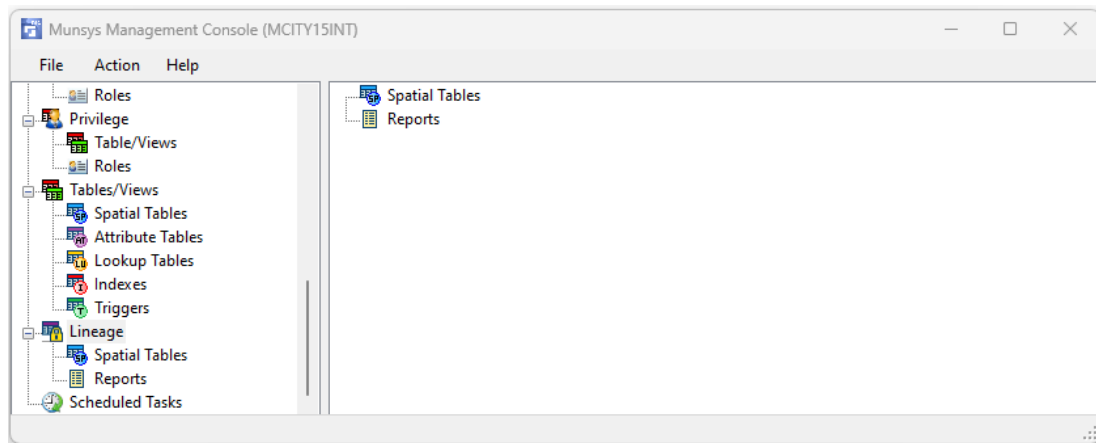 Munsys Management Console (MCITY15INT)
File Action Help
Roles
Privilege
Table/Views
Roles
Tables/Views
Spatial Tables
Attribute Tables
Lookup Tables
Indexes
Triggers
Lineage
Spatial Tables
Reports
Scheduled Tasks
Spatial Tables
Reports